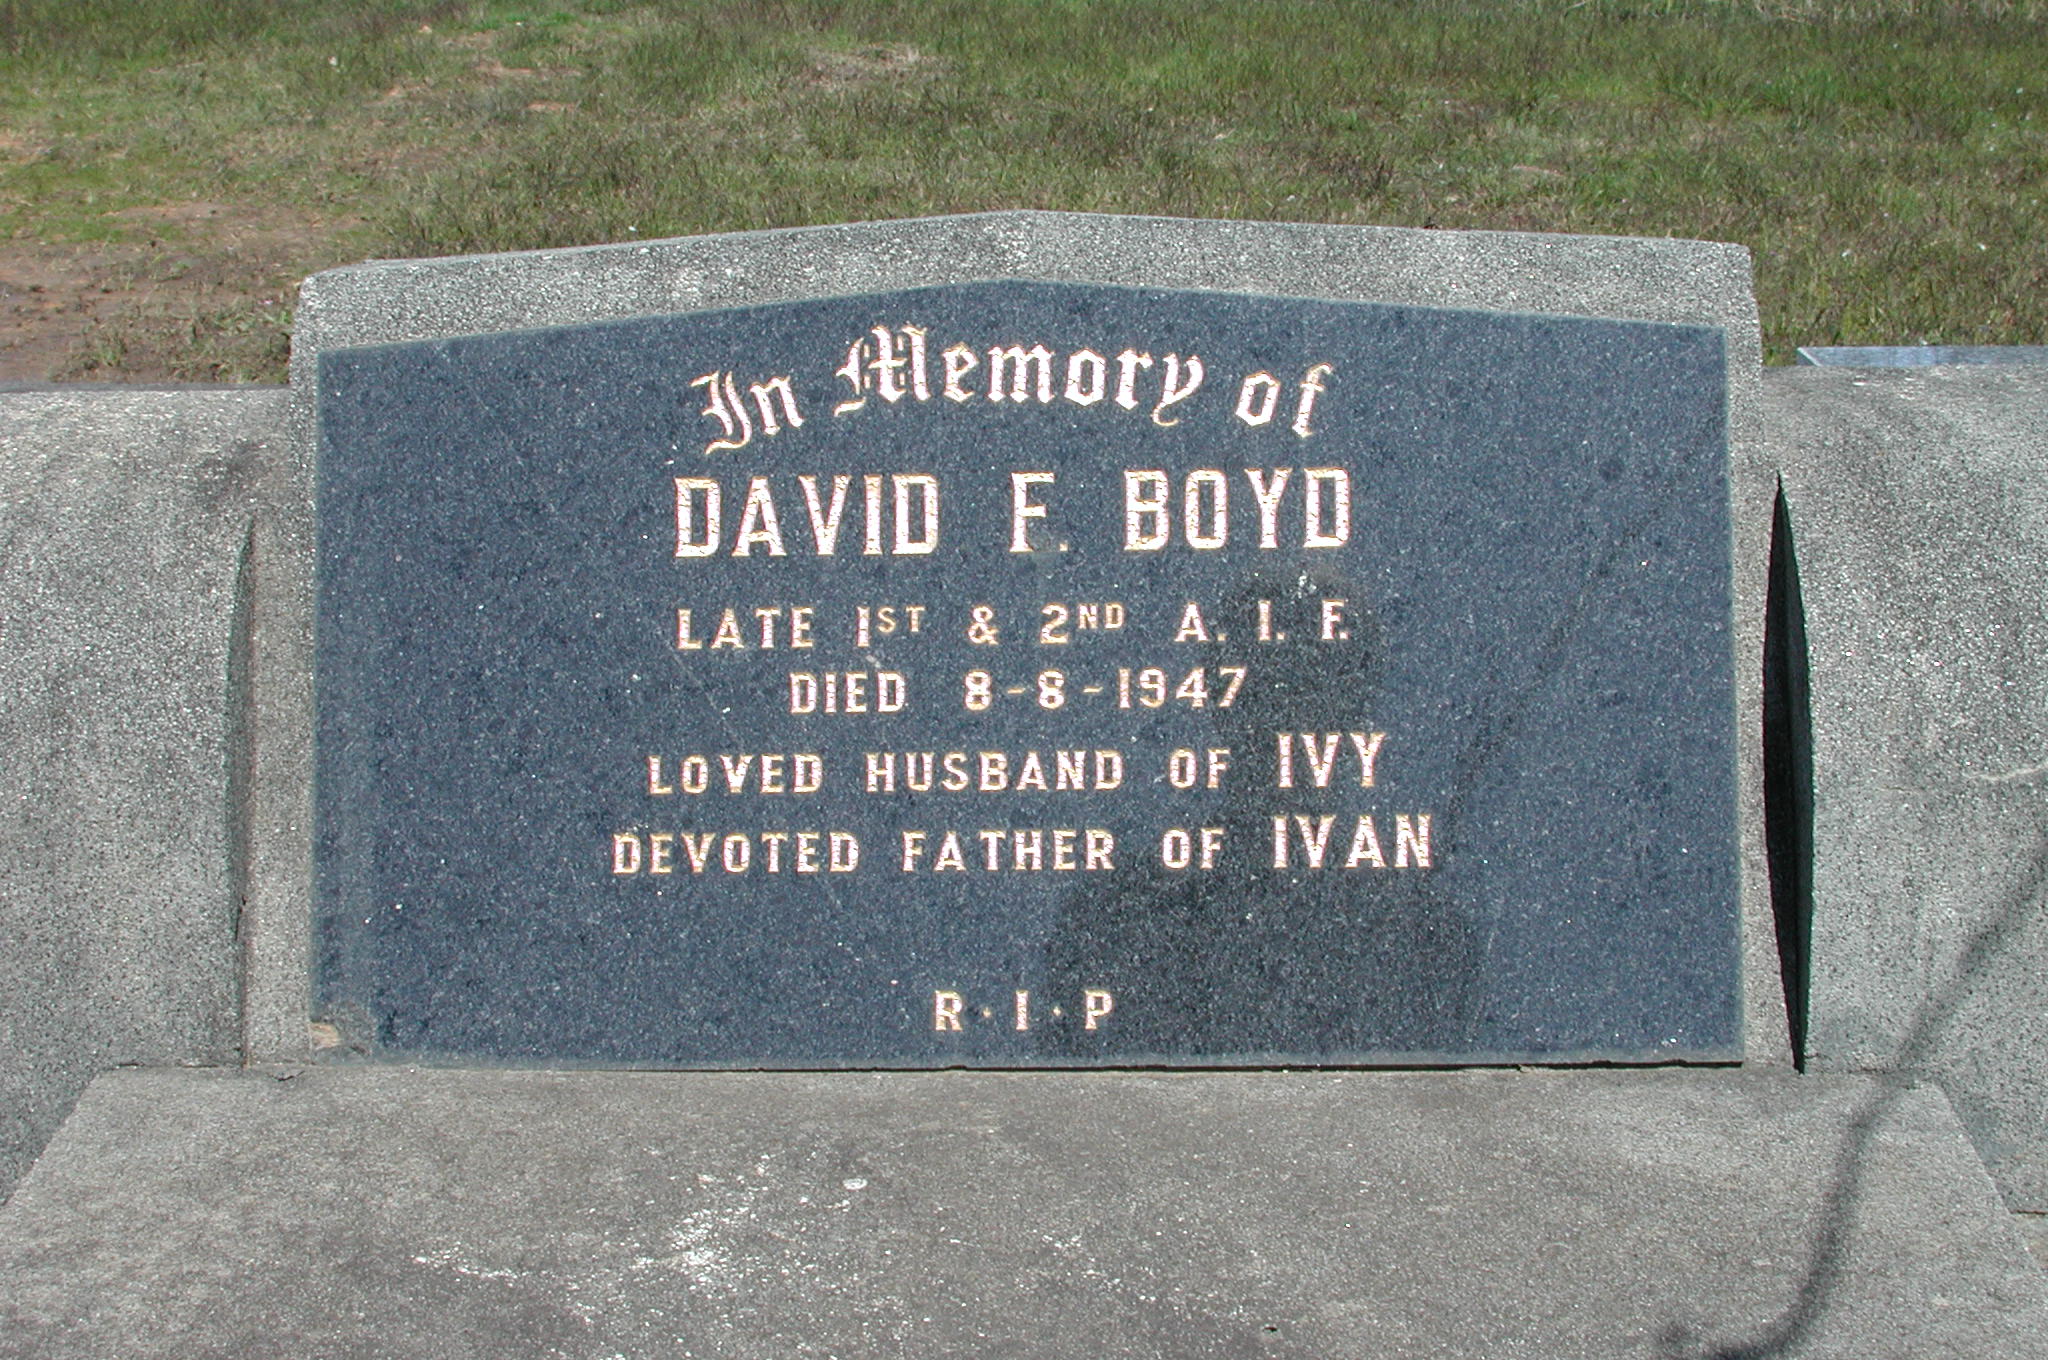 In Memory of
DAVID F. BOYD
LATE 1ST & 2ND A. I. F.
DIED 8-8-1947
LOVED HUSBAND OF IVY
DEVOTED FATHER OF IVAN
R·I·P